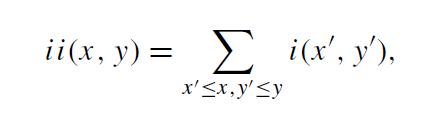 ii(x, y) = ∑ i(x′, y′),
x′≤x,y′≤y